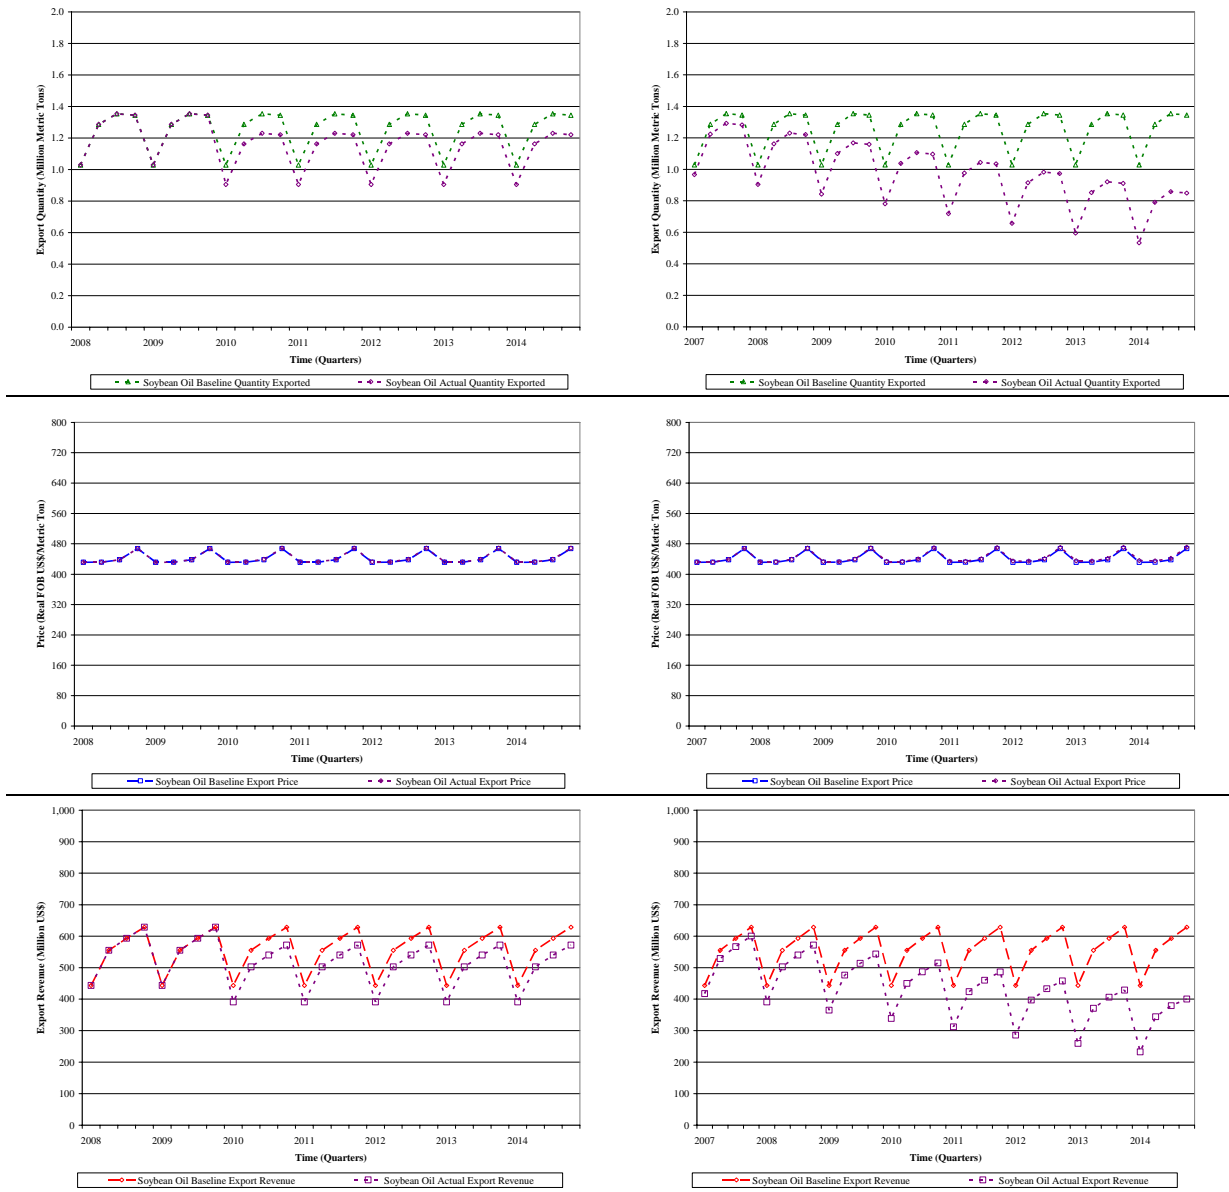 Export Quantity (Million Metric Tons)
2.0
1.8
1.6
1.4
1.2
1.0
0.8
0.6
0.4
0.2
0.0
2008 2009 2010 2011 2012 2013 2014
Time (Quarters)
Soybean Oil Baseline Quantity Exported Soybean Oil Actual Quantity Exported
Export Quantity (Million Metric Tons)
2.0
1.8
1.6
1.4
1.2
1.0
0.8
0.6
0.4
0.2
0.0
2007 2008 2009 2010 2011 2012 2013 2014
Time (Quarters)
Soybean Oil Baseline Quantity Exported Soybean Oil Actual Quantity Exported
Price (Real FOB US$/Metric Ton)
800
720
640
560
480
400
320
240
160
80
0
2008 2009 2010 2011 2012 2013 2014
Time (Quarters)
Soybean Oil Baseline Export Price Soybean Oil Actual Export Price
Price (Real FOB US$/Metric Ton)
800
720
640
560
480
400
320
240
160
80
0
2007 2008 2009 2010 2011 2012 2013 2014
Time (Quarters)
Soybean Oil Baseline Export Price Soybean Oil Actual Export Price
Export Revenue (Million US$)
1,000
900
800
700
600
500
400
300
200
100
0
2008 2009 2010 2011 2012 2013 2014
Time (Quarters)
Soybean Oil Baseline Export Revenue Soybean Oil Actual Export Revenue
Export Revenue (Million US$)
1,000
900
800
700
600
500
400
300
200
100
0
2007 2008 2009 2010 2011 2012 2013 2014
Time (Quarters)
Soybean Oil Baseline Export Revenue Soybean Oil Actual Export Revenue